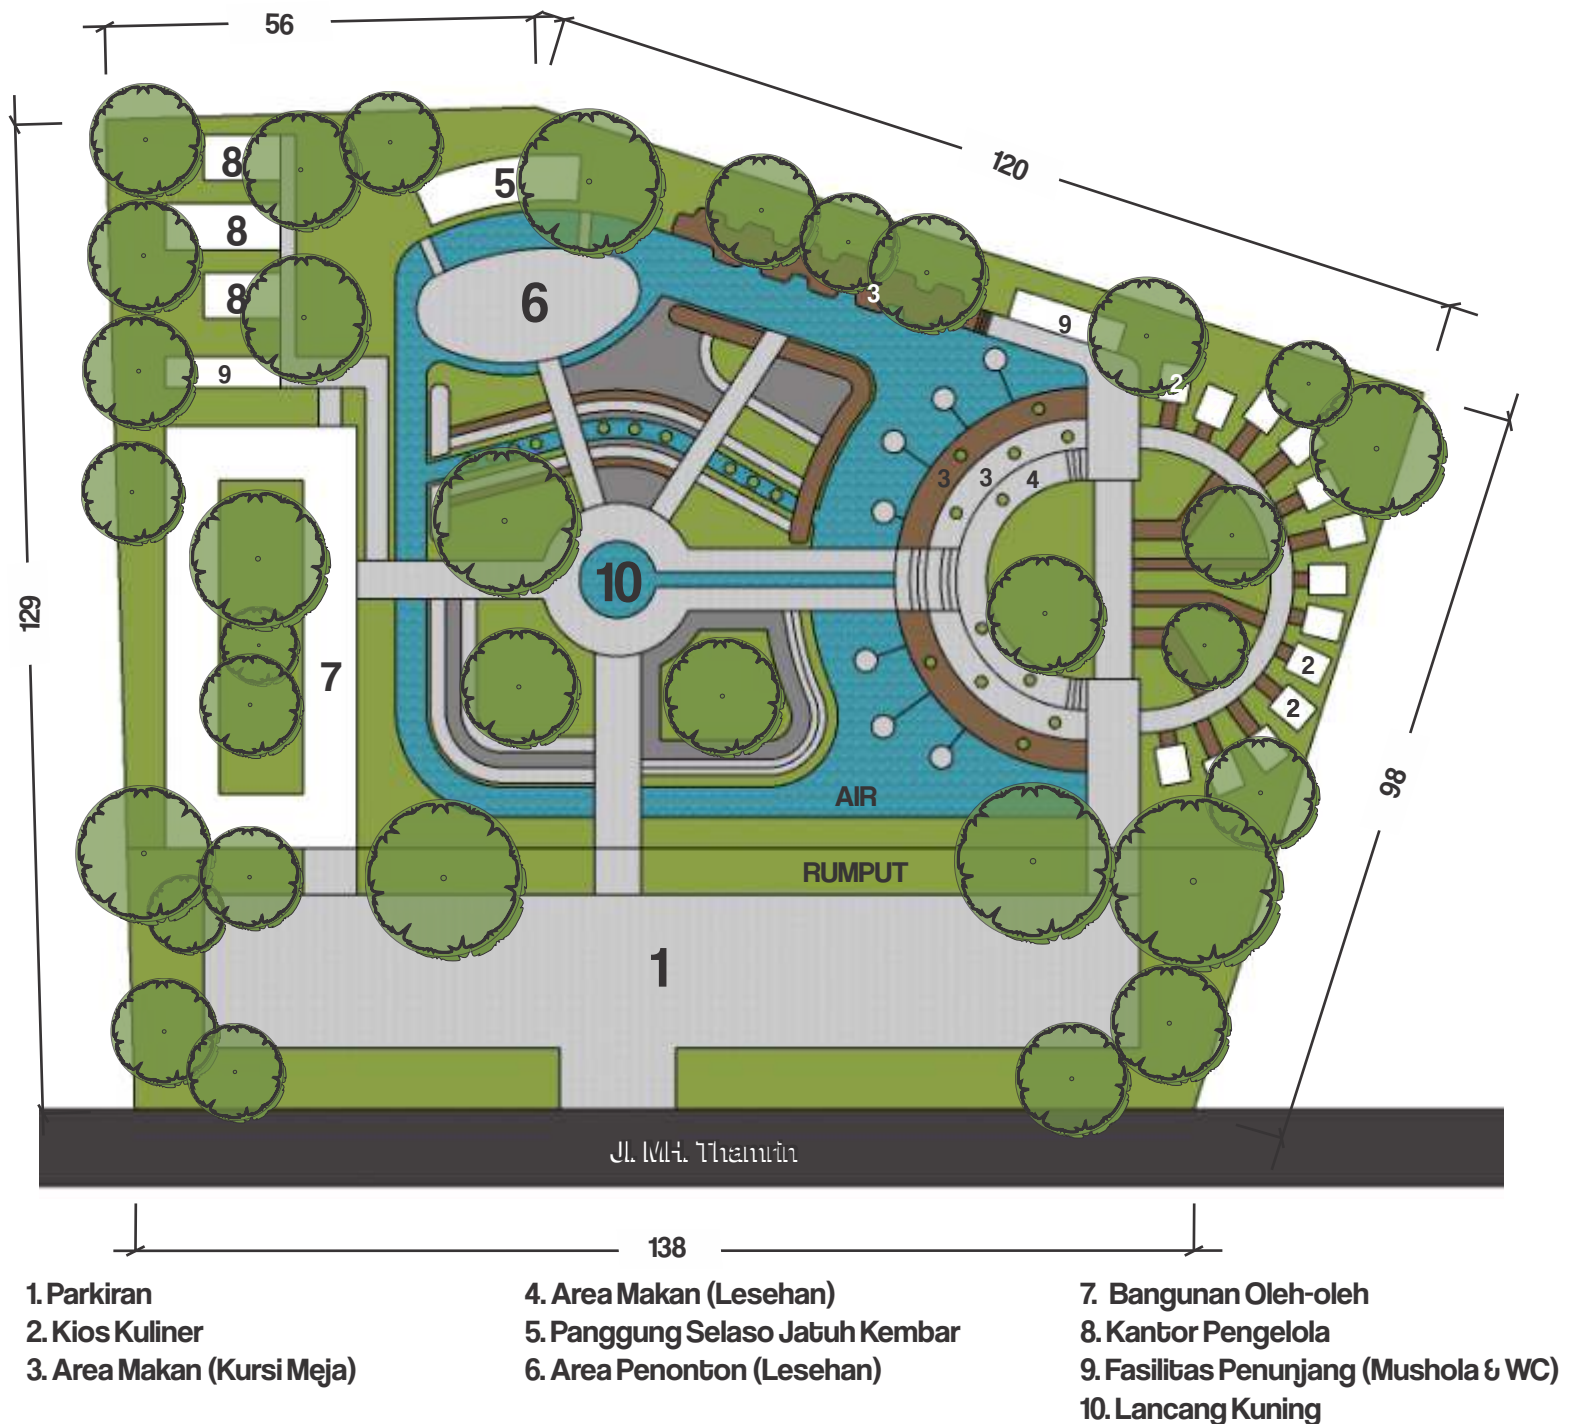 56
120
8
5
8
6
3
8
9
9
2
3
3
4
10
129
7
2
2
98
AIR
RUMPUT
1
Jl. MH. Thamrin
138
1. Parkiran
2. Kios Kuliner
3. Area Makan (Kursi Meja)
4. Area Makan (Lesehan)
5. Panggung Selaso Jatuh Kembar
6. Area Penonton (Lesehan)
7. Bangunan Oleh-oleh
8. Kantor Pengelola
9. Fasilitas Penunjang (Mushola & WC)
10. Lancang Kuning